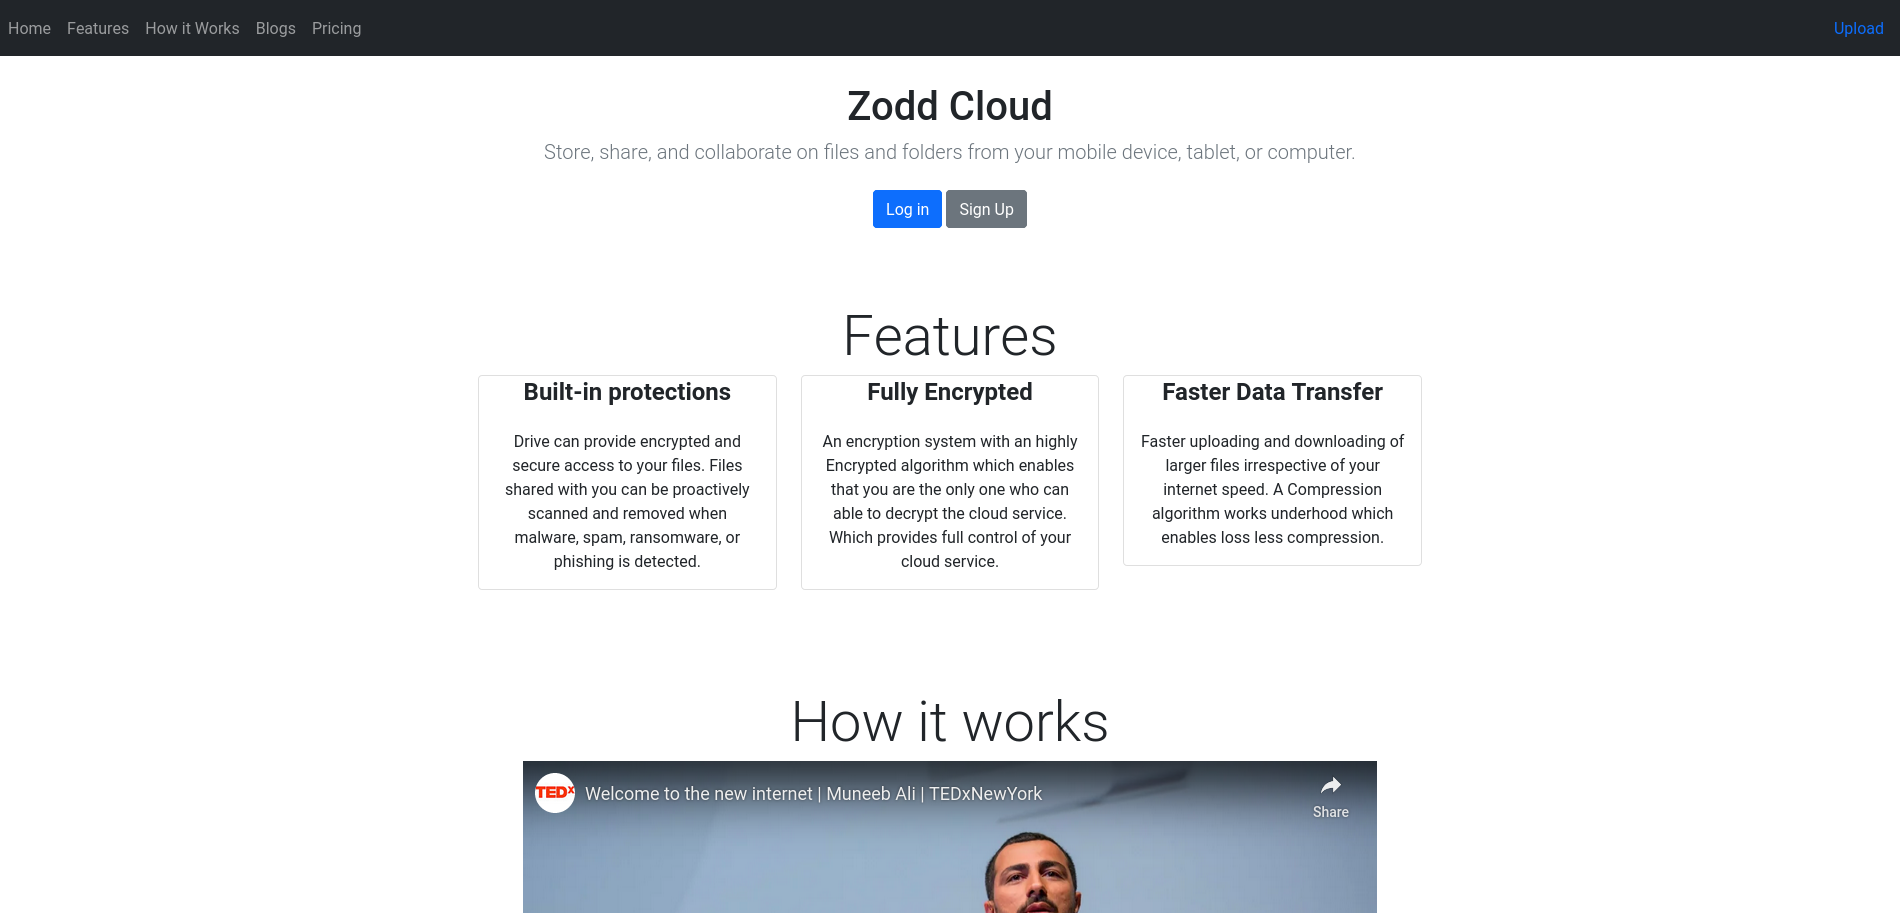 Home Features How it Works Blogs Pricing Upload
Zodd Cloud
Store, share, and collaborate on files and folders from your mobile device, tablet, or computer.
Log in Sign Up
Features
Built-in protections
Drive can provide encrypted and
secure access to your files. Files
shared with you can be proactively
scanned and removed when
malware, spam, ransomware, or
phishing is detected.
Fully Encrypted
An encryption system with an highly
Encrypted algorithm which enables
that you are the only one who can
able to decrypt the cloud service.
Which provides full control of your
cloud service.
Faster Data Transfer
Faster uploading and downloading of
larger files irrespective of your
internet speed. A Compression
algorithm works underhood which
enables loss less compression.
How it works
TEDx Welcome to the new internet | Muneeb Ali | TEDxNewYork
Share